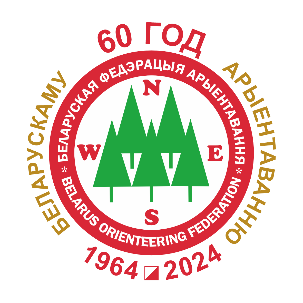 60 ГОД
БЕЛАРУСКАМУ
АРЫЕНТАВАННЮ
* БЕЛАРУСКАЯ ФЕДЭРАЦЫЯ АРЫЕНТАВАННЯ *
BELARUS ORIENTEERING FEDERATION
N
W E
S
1964 2024